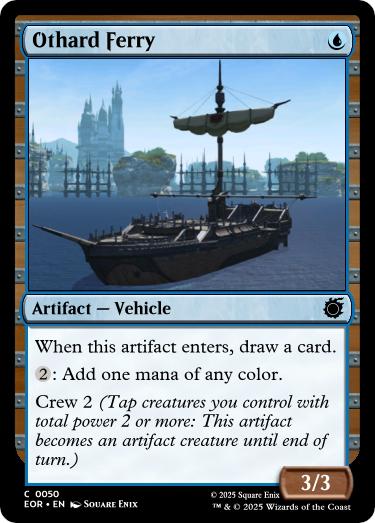 Othard Ferry
Artifact — Vehicle
When this artifact enters, draw a card.
2: Add one mana of any color.
Crew 2 (Tap creatures you control with
total power 2 or more: This artifact
becomes an artifact creature until end of
turn.)
3/3
C 0050
EOR • EN Square Enix
© 2025 Square Enix
™ & © 2025 Wizards of the Coast